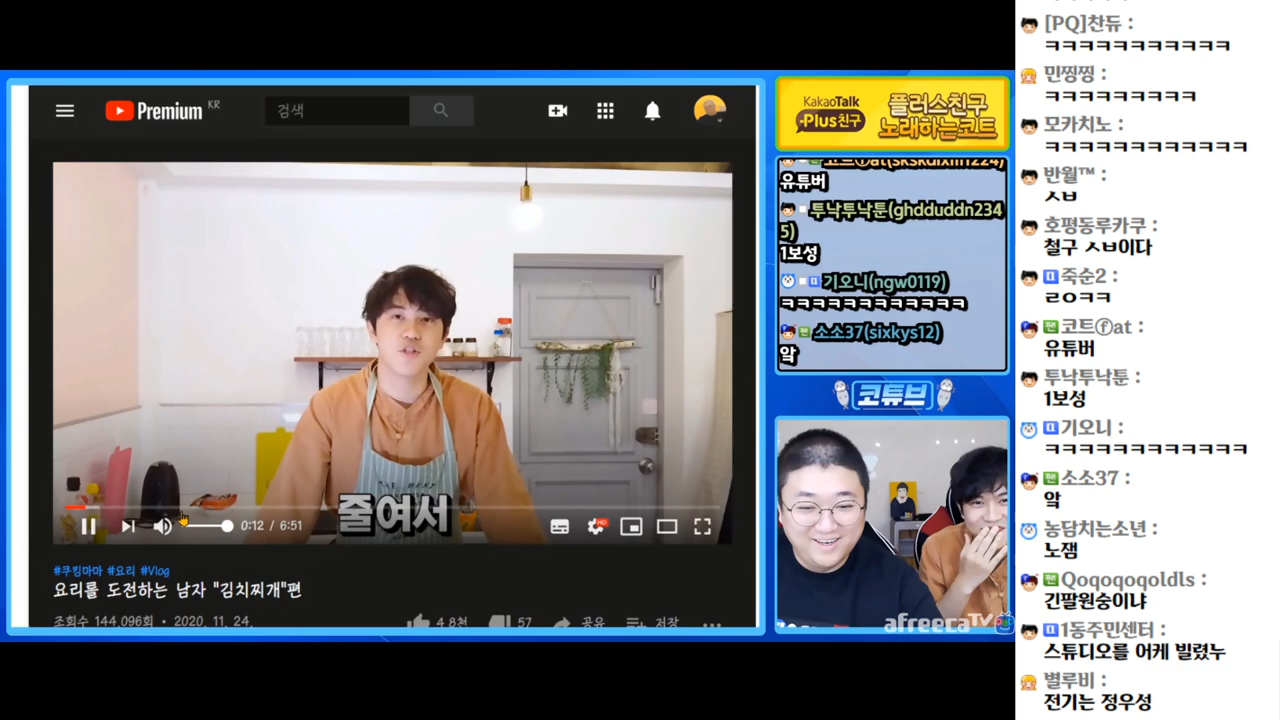 Premium KR
검색
줄여서
0:12 / 6:51
HD
#쿠킹마마 #요리 #Vlog
요리를 도전하는 남자 "김치찌개"편
조회수 144,096회 • 2020. 11. 24.
4.8천
57
공유
저장
KakaoTalk
Plus친구
플러스친구
노래하는코트
유튜버
투낙투낙툰(ghdduddn234
5)
1보성
기오니(ngw0119)
ㅋㅋㅋㅋㅋㅋㅋㅋㅋㅋㅋㅋ
팬 소소37(sixkys12)
악
코튜브
afreecaTV
[PQ]찬듀 :
ㅋㅋㅋㅋㅋㅋㅋㅋㅋㅋㅋ
민찡찡 :
ㅋㅋㅋㅋㅋㅋㅋㅋㅋ
모카치노 :
ㅋㅋㅋㅋㅋㅋㅋㅋㅋㅋㅋㅋ
반월™ :
ㅅㅂ
호평동루카쿠 :
철구 ㅅㅂ이다
죽순2 :
ㄹㅇㅋㅋ
팬 코트ⓕat :
유튜버
투낙투낙툰 :
1보성
기오니 :
ㅋㅋㅋㅋㅋㅋㅋㅋㅋㅋㅋㅋ
팬 소소37 :
악
농담치는소년 :
노잼
팬 Qoqoqoqoldls :
긴팔원숭이냐
1동주민센터 :
스튜디오를 어케 빌렸누
별루비 :
전기는 정우성